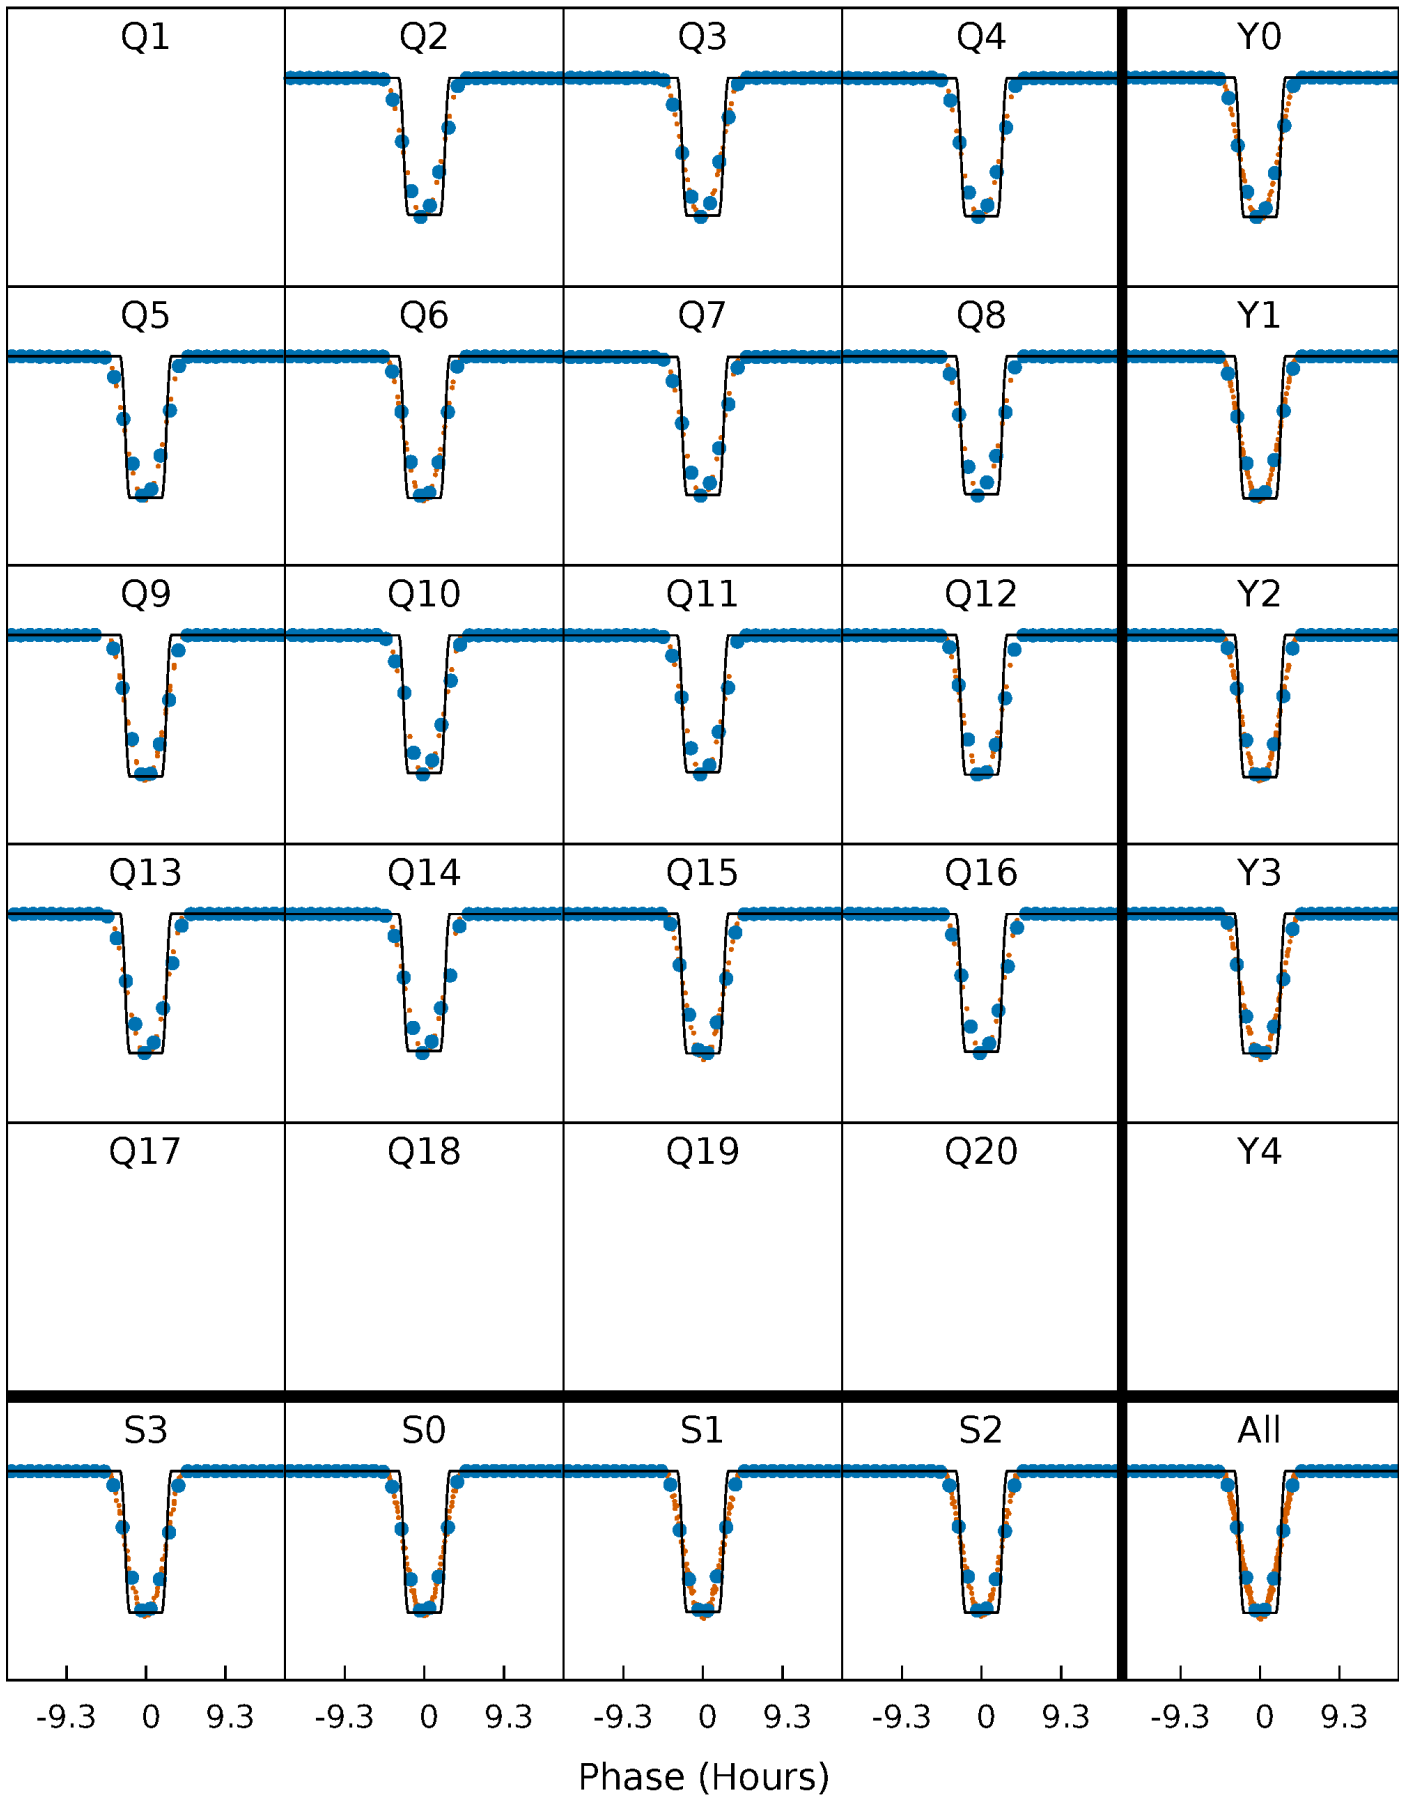 Q1 Q2 Q3 Q4 Y0
Q5 Q6 Q7 Q8 Y1
Q9 Q10 Q11 Q12 Y2
Q13 Q14 Q15 Q16 Y3
Q17 Q18 Q19 Q20 Y4
S3 S0 S1 S2 All
-9.3 0 9.3 -9.3 0 9.3 -9.3 0 9.3 -9.3 0 9.3 -9.3 0 9.3
Phase (Hours)